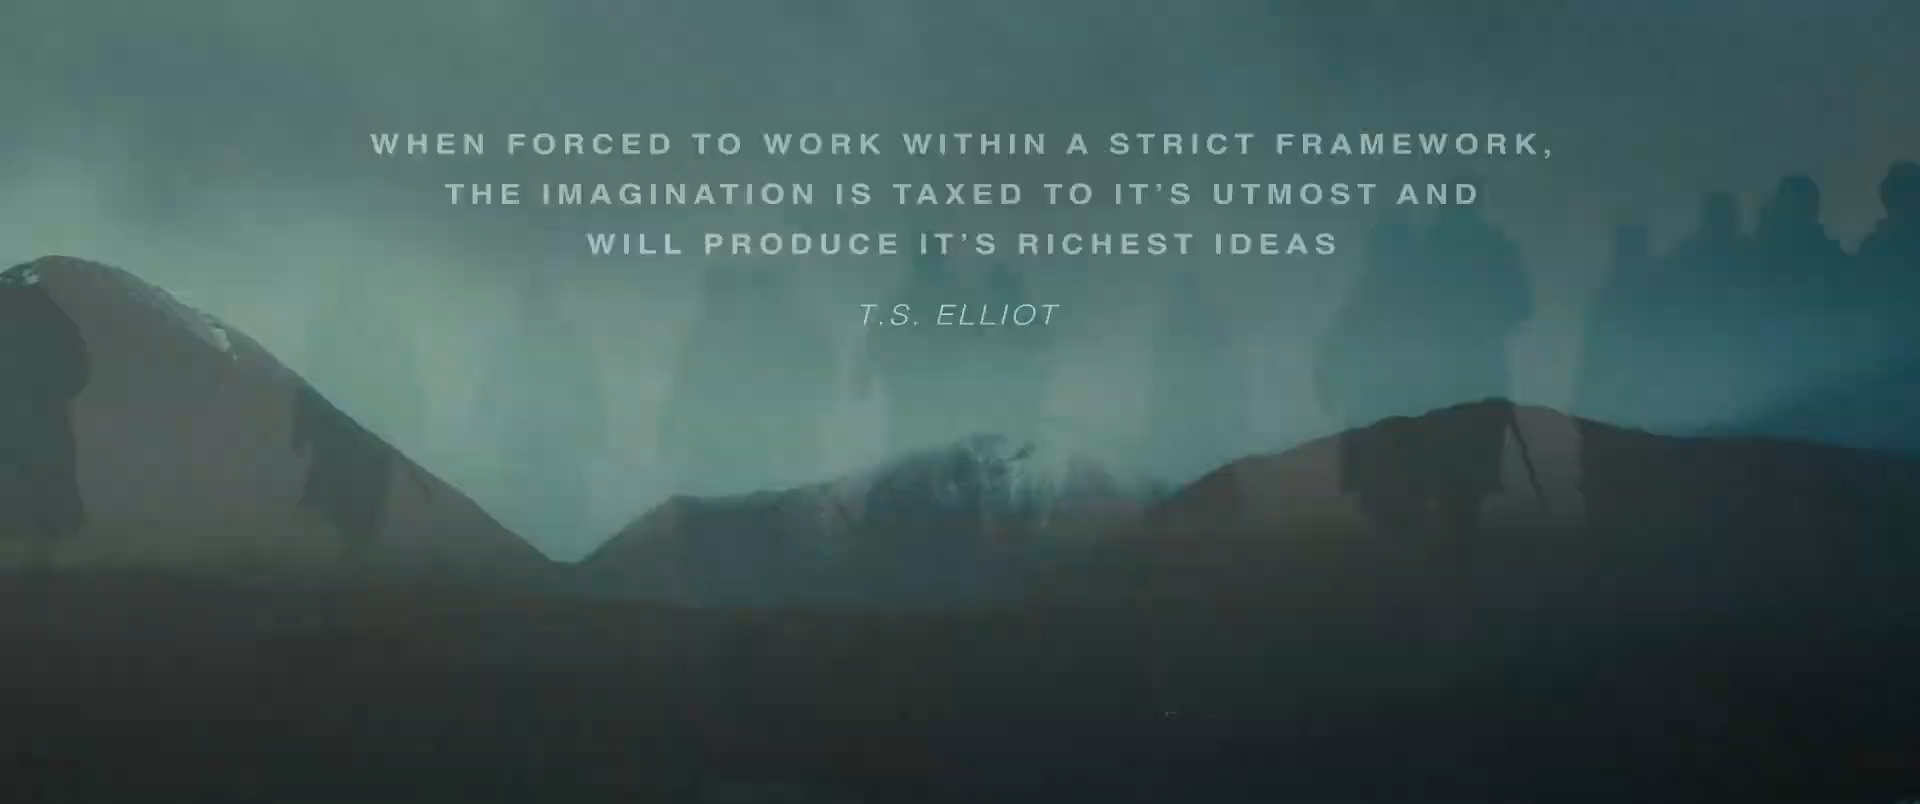 WHEN FORCED TO WORK WITHIN A STRICT FRAMEWORK,
THE IMAGINATION IS TAXED TO IT’S UTMOST AND
WILL PRODUCE IT’S RICHEST IDEAS
T.S. ELLIOT